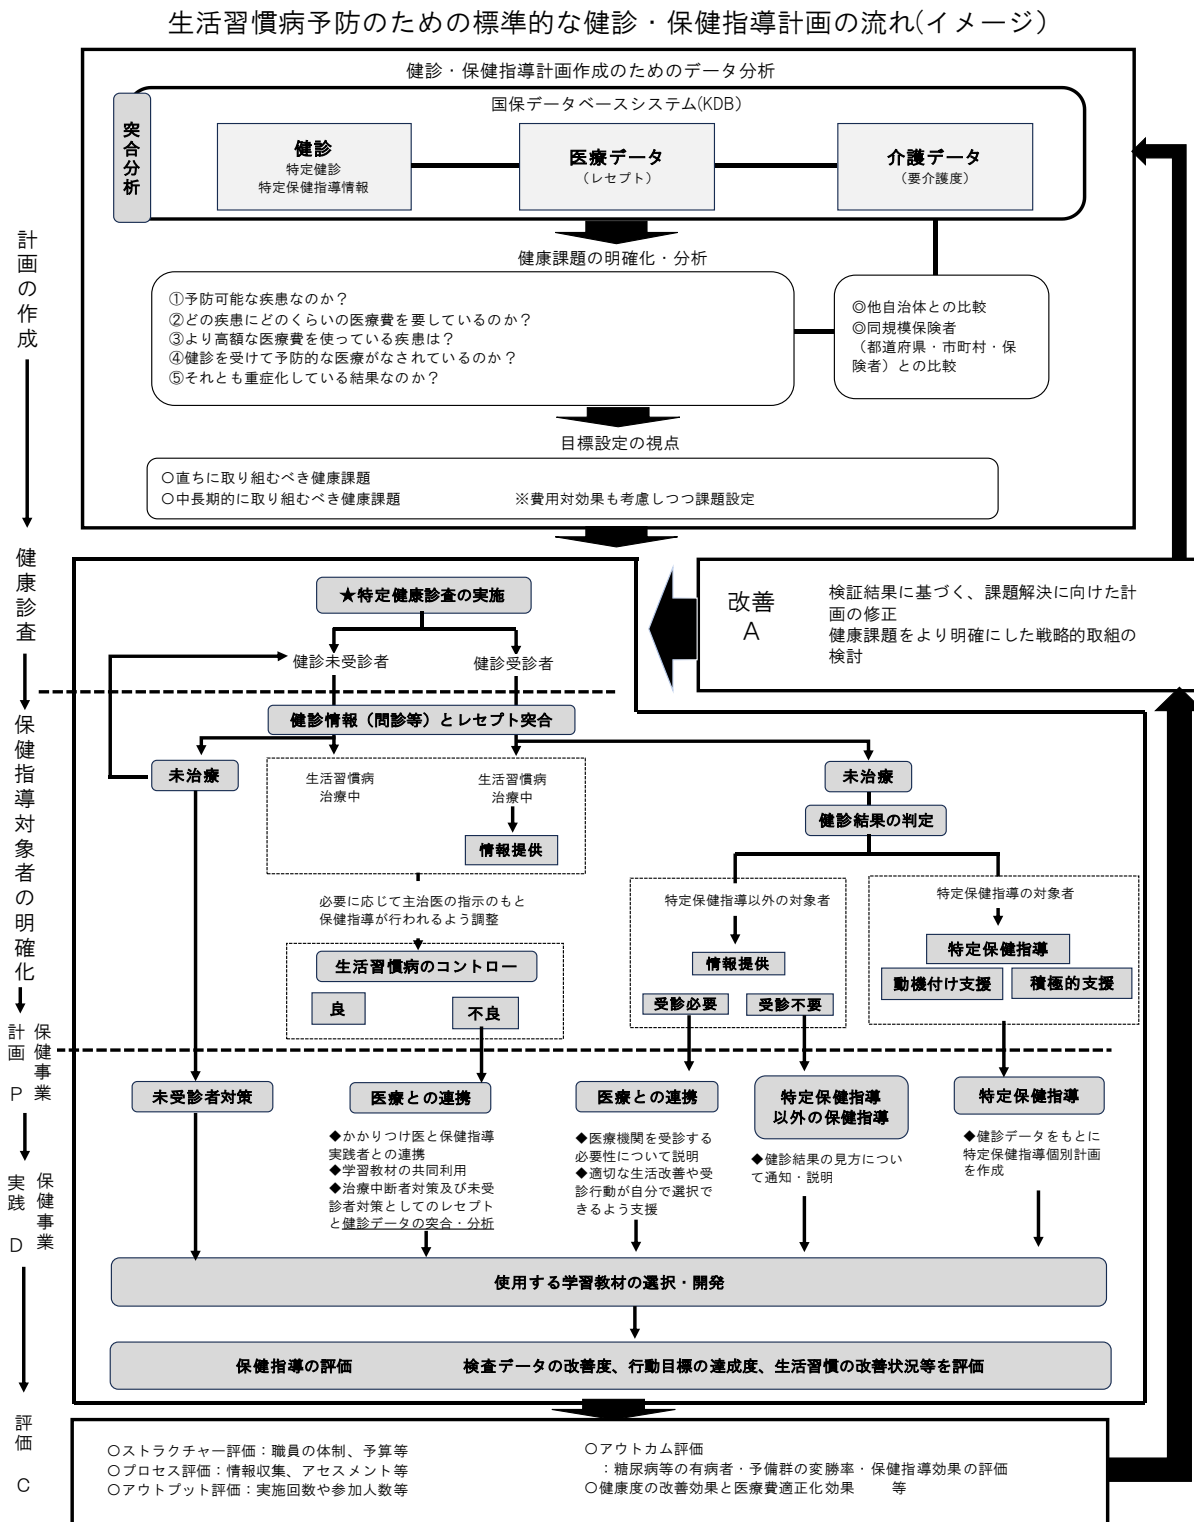 生活習慣病予防のための標準的な健診・保健指導計画の流れ(イメージ)
健診・保健指導計画作成のためのデータ分析
国保データベースシステム(KDB)
突合分析
健診
特定健診
特定保健指導情報
医療データ
（レセプト）
介護データ
（要介護度）
計画の作成
健康課題の明確化・分析
①予防可能な疾患なのか？
②どの疾患にどのくらいの医療費を要しているのか？
③より高額な医療費を使っている疾患は？
④健診を受けて予防的な医療がなされているのか？
⑤それとも重症化している結果なのか？
◎他自治体との比較
◎同規模保険者
（都道府県・市町村・保
険者）との比較
目標設定の視点
○直ちに取り組むべき健康課題
○中長期的に取り組むべき健康課題
※費用対効果も考慮しつつ課題設定
健康診査
★特定健康診査の実施
改善
A
検証結果に基づく、課題解決に向けた計
画の修正
健康課題をより明確にした戦略的取組の
検討
健診未受診者
健診受診者
保健指導対象者の明確化
健診情報（問診等）とレセプト突合
未治療
生活習慣病
治療中
生活習慣病
治療中
情報提供
未治療
健診結果の判定
必要に応じて主治医の指示のもと
保健指導が行われるよう調整
生活習慣病のコントロー
良
不良
特定保健指導以外の対象者
情報提供
受診必要
受診不要
特定保健指導の対象者
特定保健指導
動機付け支援
積極的支援
保健事業
計画 P
未受診者対策
医療との連携
◆かかりつけ医と保健指導
実践者との連携
◆学習教材の共同利用
◆治療中断者対策及び未受
診者対策としてのレセプト
と健診データの突合・分析
医療との連携
◆医療機関を受診する
必要性について説明
◆適切な生活改善や受
診行動が自分で選択で
きるよう支援
特定保健指導
以外の保健指導
◆健診結果の見方につい
て通知・説明
特定保健指導
◆健診データをもとに
特定保健指導個別計画
を作成
保健事業
実践 D
使用する学習教材の選択・開発
保健指導の評価
検査データの改善度、行動目標の達成度、生活習慣の改善状況等を評価
評価 C
○ストラクチャー評価：職員の体制、予算等
○プロセス評価：情報収集、アセスメント等
○アウトプット評価：実施回数や参加人数等
○アウトカム評価
：糖尿病等の有病者・予備群の変勝率・保健指導効果の評価
○健康度の改善効果と医療費適正化効果　　等